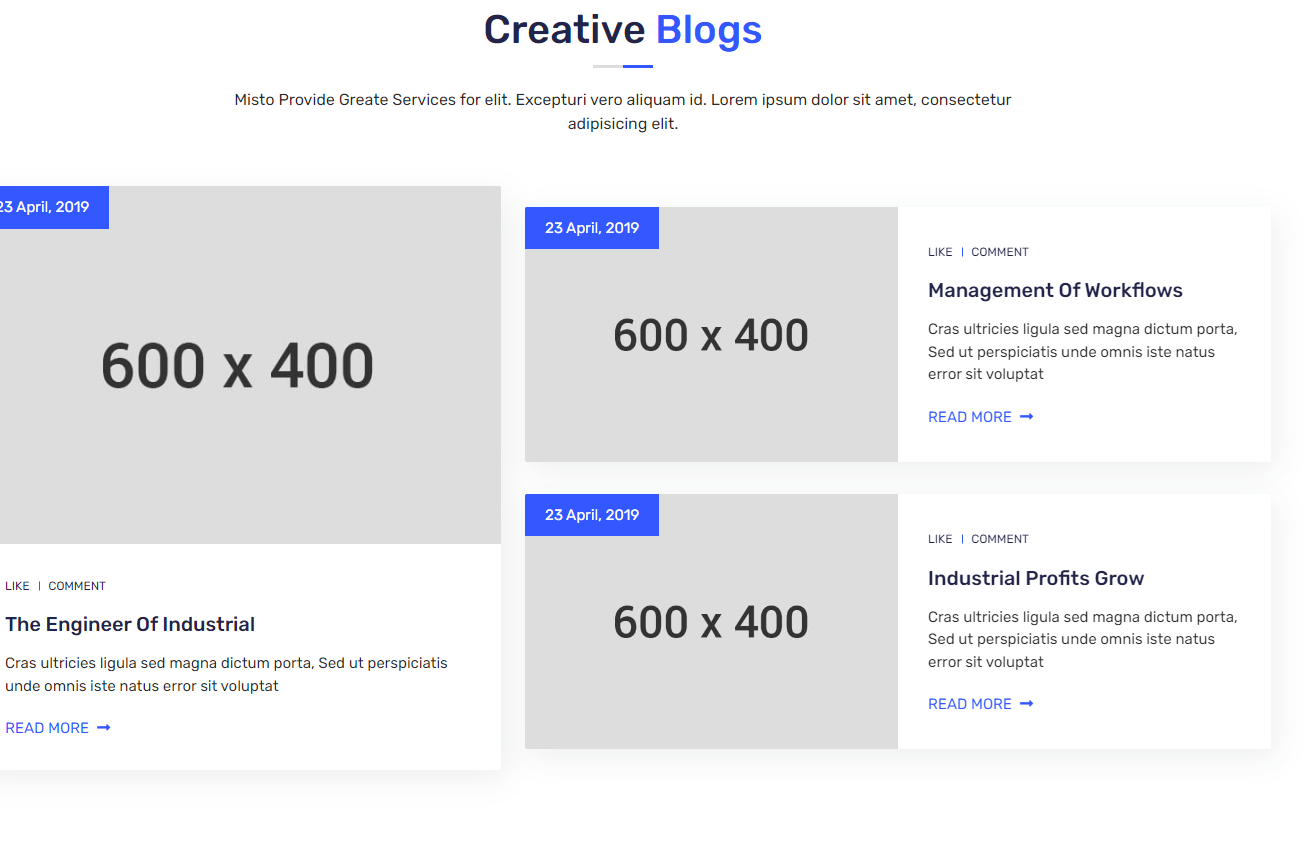 Creative Blogs
Misto Provide Greate Services for elit. Excepturi vero aliquam id. Lorem ipsum dolor sit amet, consectetur
adipisicing elit.
23 April, 2019
600 x 400
LIKE | COMMENT
The Engineer Of Industrial
Cras ultricies ligula sed magna dictum porta, Sed ut perspiciatis
unde omnis iste natus error sit voluptat
READ MORE
23 April, 2019
600 x 400
LIKE | COMMENT
Management Of Workflows
Cras ultricies ligula sed magna dictum porta,
Sed ut perspiciatis unde omnis iste natus
error sit voluptat
READ MORE
23 April, 2019
600 x 400
LIKE | COMMENT
Industrial Profits Grow
Cras ultricies ligula sed magna dictum porta,
Sed ut perspiciatis unde omnis iste natus
error sit voluptat
READ MORE